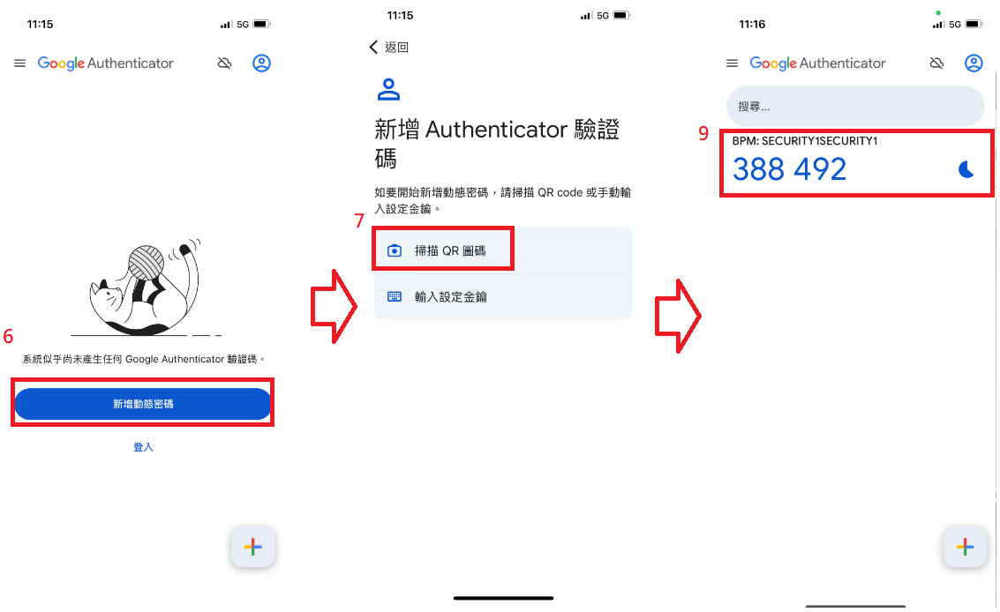 11:15
5G
Google Authenticator
6
系統似乎尚未產生任何 Google Authenticator 驗證碼。
新增動態密碼
登入
11:15
5G
返回
新增 Authenticator 驗證
碼
如要開始新增動態密碼，請掃描 QR code 或手動輸
入設定金鑰。
7
掃描 QR 圖碼
輸入設定金鑰
11:16
5G
Google Authenticator
搜尋...
9
BPM: SECURITY1SECURITY1
388 492